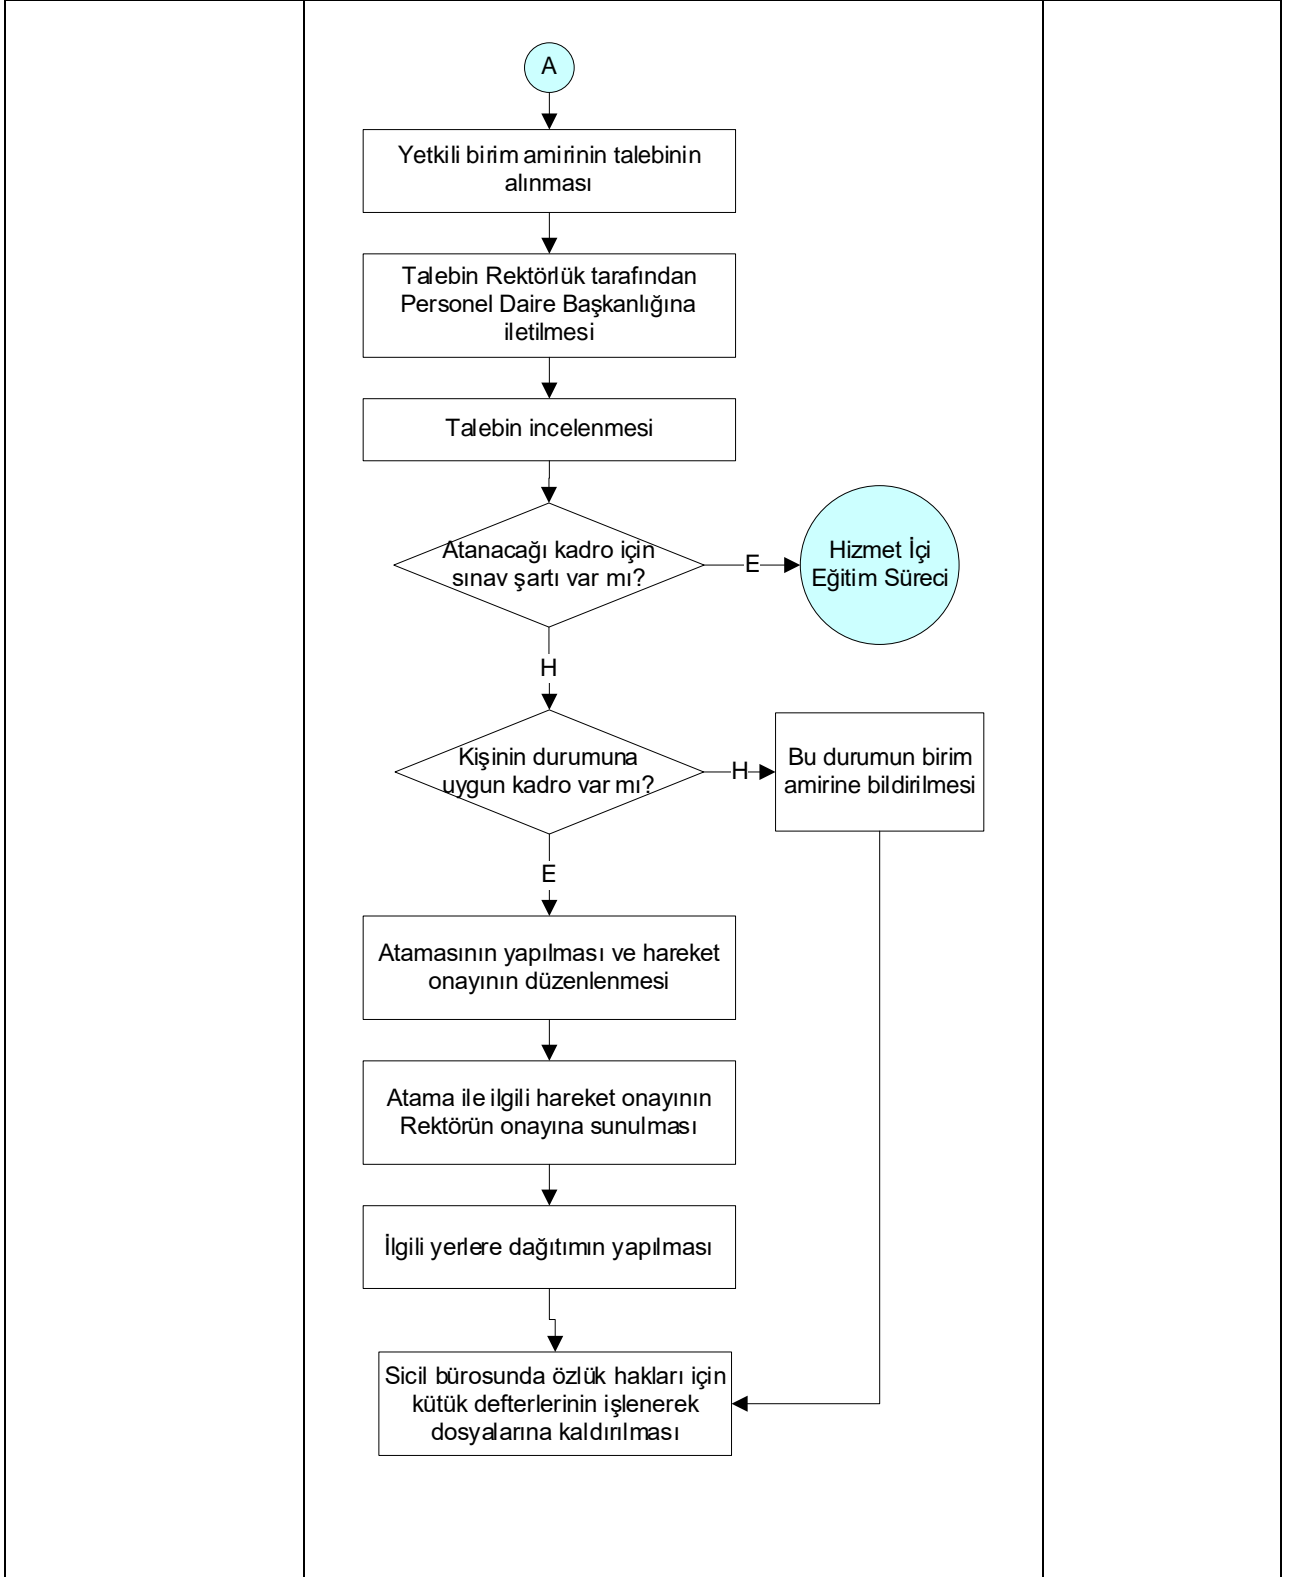 A
Yetkili birim amirinin talebinin
alınması
Talebin Rektörlük tarafından
Personel Daire Başkanlığına
iletilmesi
Talebin incelenmesi
Atanacağı kadro için
sınav şartı var mı?
E
Hizmet İçi
Eğitim Süreci
H
Kişinin durumuna
uygun kadro var mı?
H
Bu durumun birim
amirine bildirilmesi
E
Atamasının yapılması ve hareket
onayının düzenlenmesi
Atama ile ilgili hareket onayının
Rektörün onayına sunulması
İlgili yerlere dağıtımın yapılması
Sicil bürosunda özlük hakları için
kütük defterlerinin işlenerek
dosyalarına kaldırılması